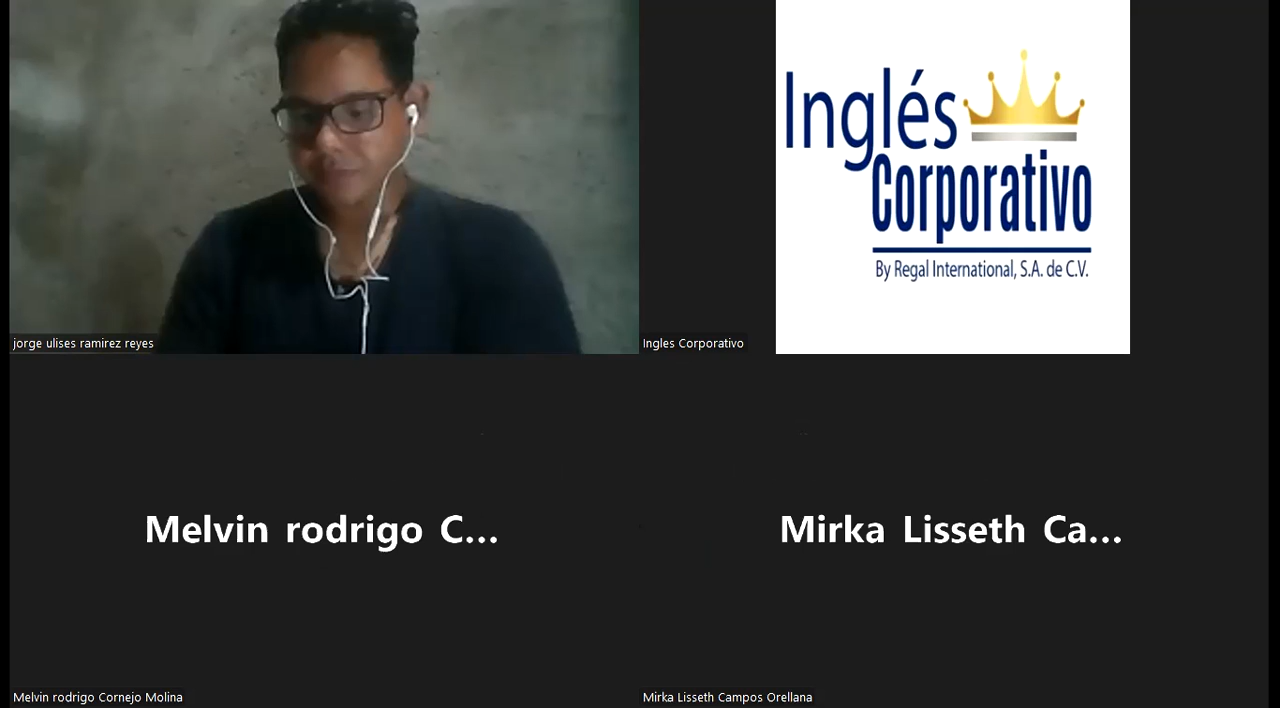 Inglés
Corporativo
By Regal International, S.A. de C.V.
jorge ulises ramirez reyes
Ingles Corporativo
Melvin rodrigo C...
Mirka Lisseth Ca...
Melvin rodrigo Cornejo Molina
Mirka Lisseth Campos Orellana